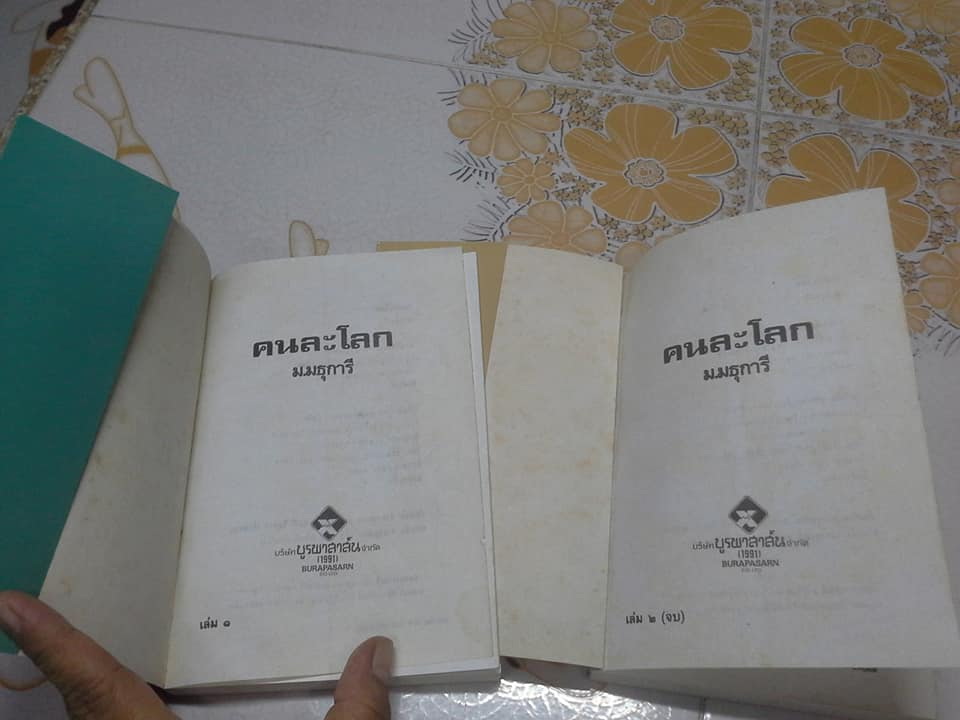 คนละโลก
ม.มธุการี
บริษัท บูรพาสาส์น จำกัด
(1991)
BURAPASARN
เล่ม ๑
คนละโลก
ม.มธุการี
บริษัท บูรพาสาส์น จำกัด
(1991)
BURAPASARN
เล่ม ๒ (จบ)